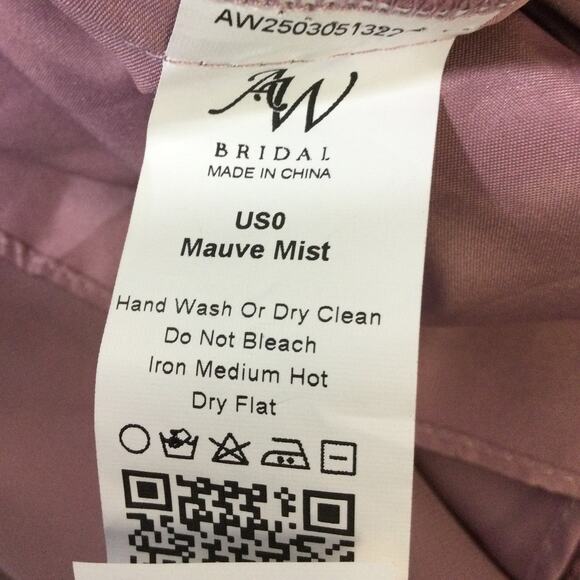 AW2503051322
AW
BRIDAL
MADE IN CHINA
US0
Mauve Mist
Hand Wash Or Dry Clean
Do Not Bleach
Iron Medium Hot
Dry Flat